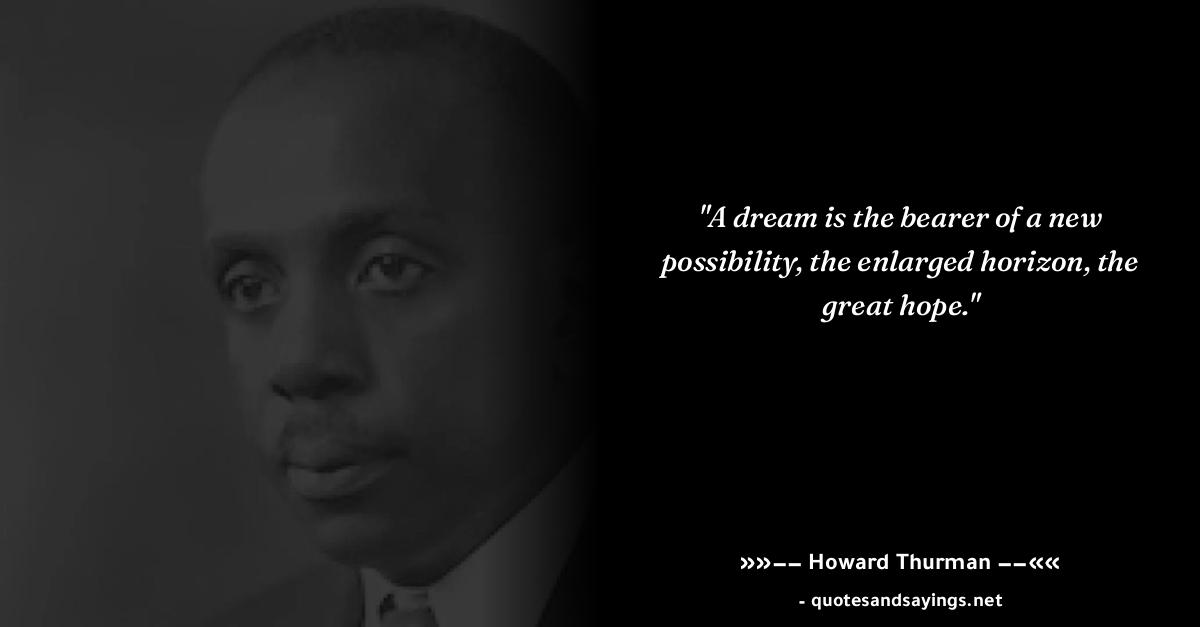 "A dream is the bearer of a new
possibility, the enlarged horizon, the
great hope."
»»−− Howard Thurman −−««
- quotesandsayings.net